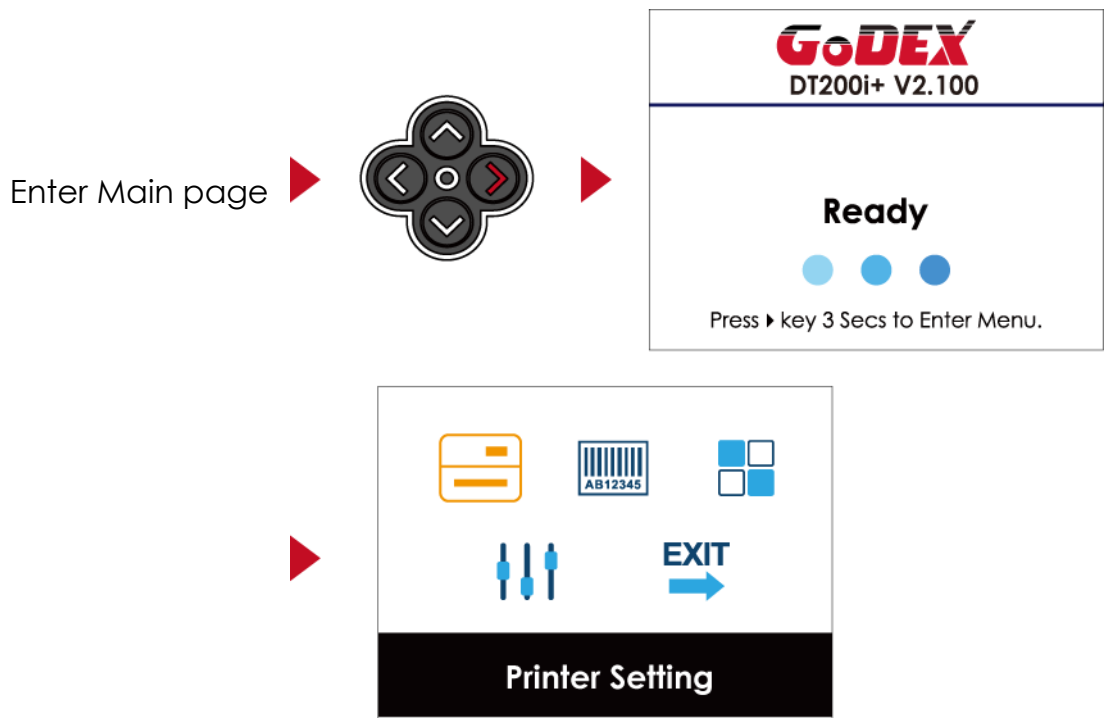 GoDEX
DT200i+ V2.100
Enter Main page
Ready
Press key 3 Secs to Enter Menu.
AB12345
EXIT
Printer Setting